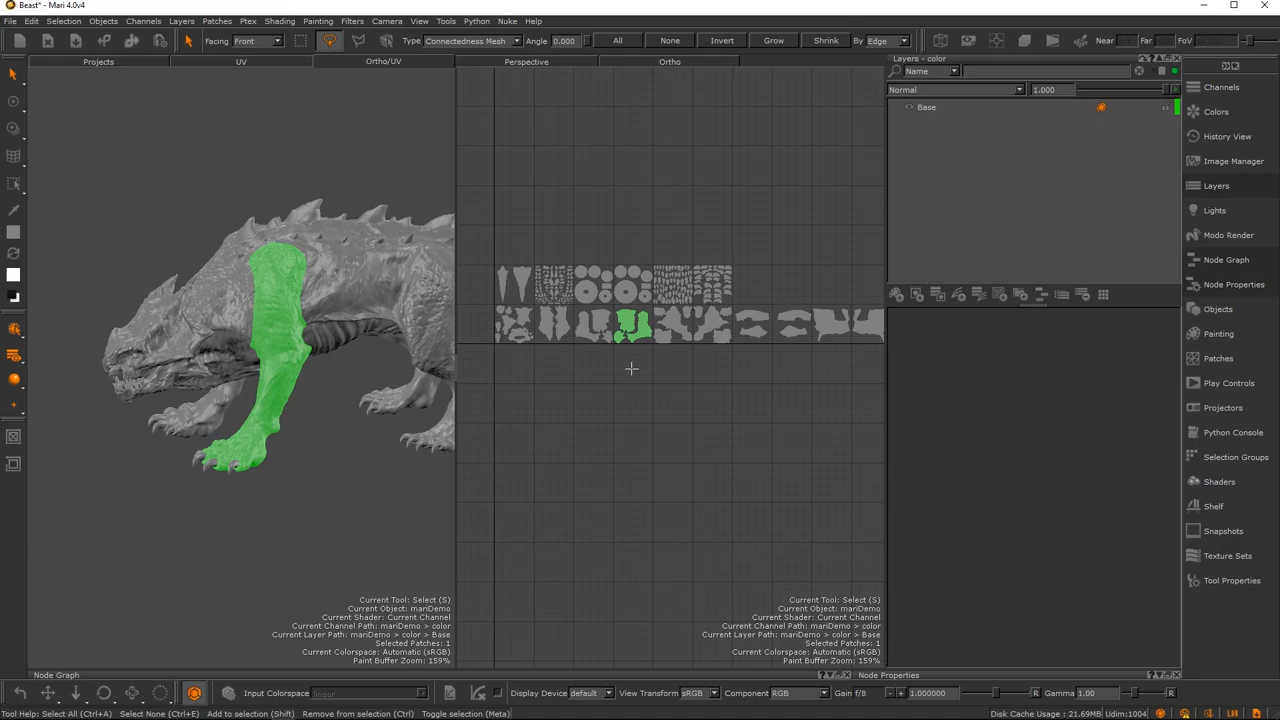 Beast* - Mari 4.0v4
File Edit Selection Objects Channels Layers Patches Ptex Shading Painting Filters Camera View Tools Python Nuke Help
Facing Front Type Connectedness Mesh Angle 0.000 All None Invert Grow Shrink By Edge Near Far FoV
Projects UV Ortho/UV Perspective Ortho
Layers - color
Name
Normal 1.000
Base
Channels
Colors
History View
Image Manager
Layers
Lights
Modo Render
Node Graph
Node Properties
Objects
Painting
Patches
Play Controls
Projectors
Python Console
Selection Groups
Shaders
Shelf
Snapshots
Texture Sets
Tool Properties
Current Tool: Select (S)
Current Object: mariDemo
Current Shader: Current Channel
Current Channel Path: mariDemo > color
Current Layer Path: mariDemo > color > Base
Selected Patches: 1
Current Colorspace: Automatic (sRGB)
Paint Buffer Zoom: 159%
Current Tool: Select (S)
Current Object: mariDemo
Current Shader: Current Channel
Current Channel Path: mariDemo > color
Current Layer Path: mariDemo > color > Base
Selected Patches: 1
Current Colorspace: Automatic (sRGB)
Paint Buffer Zoom: 159%
Node Graph
Node Properties
Input Colorspace linear Display Device default View Transform sRGB Component RGB Gain f/8 - + 1.000000 R Gamma 1.00 R
Tool Help: Select All (Ctrl+A) Select None (Ctrl+E) Add to selection (Shift) Remove from selection (Ctrl) Toggle selection (Meta)
Disk Cache Usage : 21.69MB Udim:1004